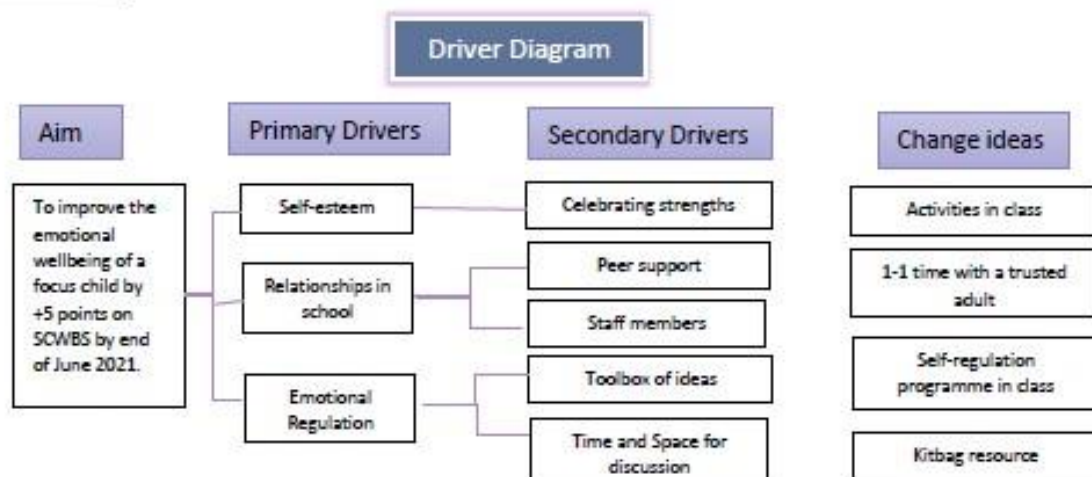 Driver Diagram
Aim
Primary Drivers
Secondary Drivers
Change ideas
To improve the
emotional
wellbeing of a
focus child by
+5 points on
SCWBS by end
of June 2021.
Self-esteem
Relationships in
school
Emotional
Regulation
Celebrating strengths
Peer support
Staff members
Toolbox of ideas
Time and Space for
discussion
Activities in class
1-1 time with a trusted
adult
Self-regulation
programme in class
Kitbag resource